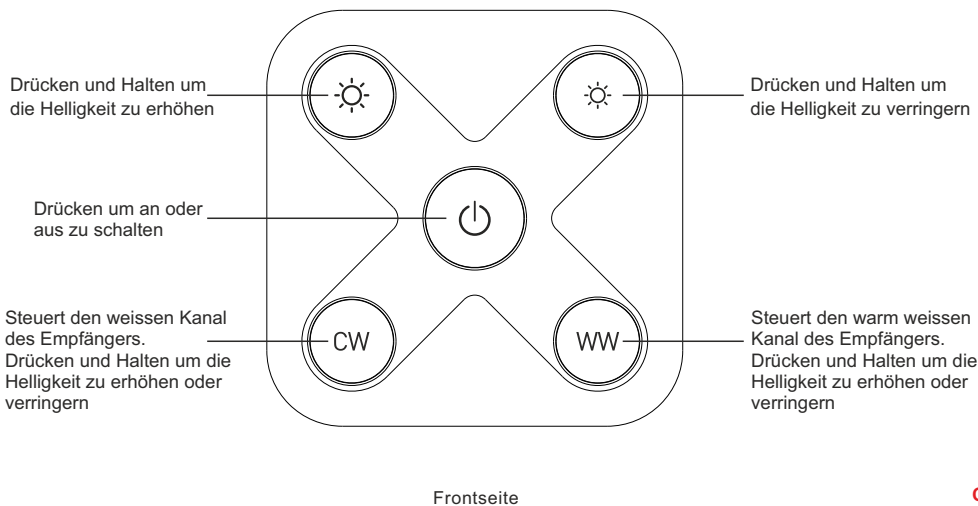 Drücken und Halten um
die Helligkeit zu erhöhen
Drücken und Halten um
die Helligkeit zu verringern
Drücken um an oder
aus zu schalten
Steuert den weissen Kanal
des Empfängers.
Drücken und Halten um die
Helligkeit zu erhöhen oder
verringern
CW
WW
Steuert den warm weissen
Kanal des Empfängers.
Drücken und Halten um die
Helligkeit zu erhöhen oder
verringern
Frontseite